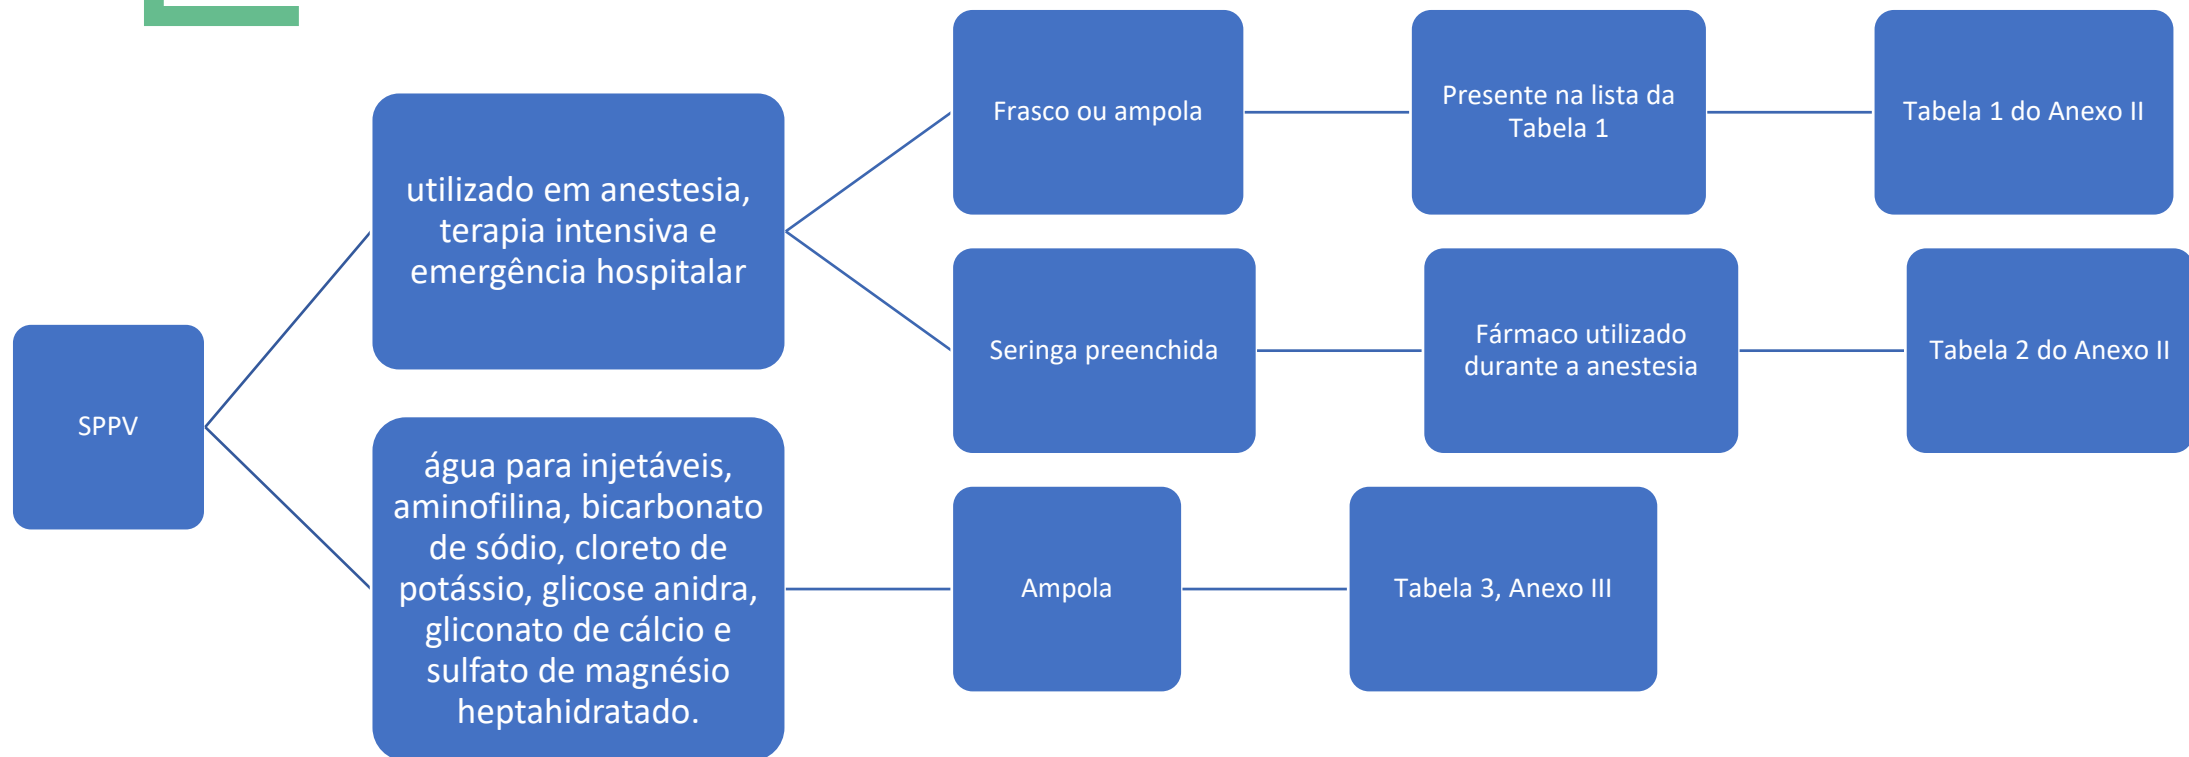 SPPV
utilizado em anestesia,
terapia intensiva e
emergência hospitalar
Frasco ou ampola
Presente na lista da
Tabela 1
Tabela 1 do Anexo II
Seringa preenchida
Fármaco utilizado
durante a anestesia
Tabela 2 do Anexo II
água para injetáveis,
aminofilina, bicarbonato
de sódio, cloreto de
potássio, glicose anidra,
gliconato de cálcio e
sulfato de magnésio
heptahidratado.
Ampola
Tabela 3, Anexo III